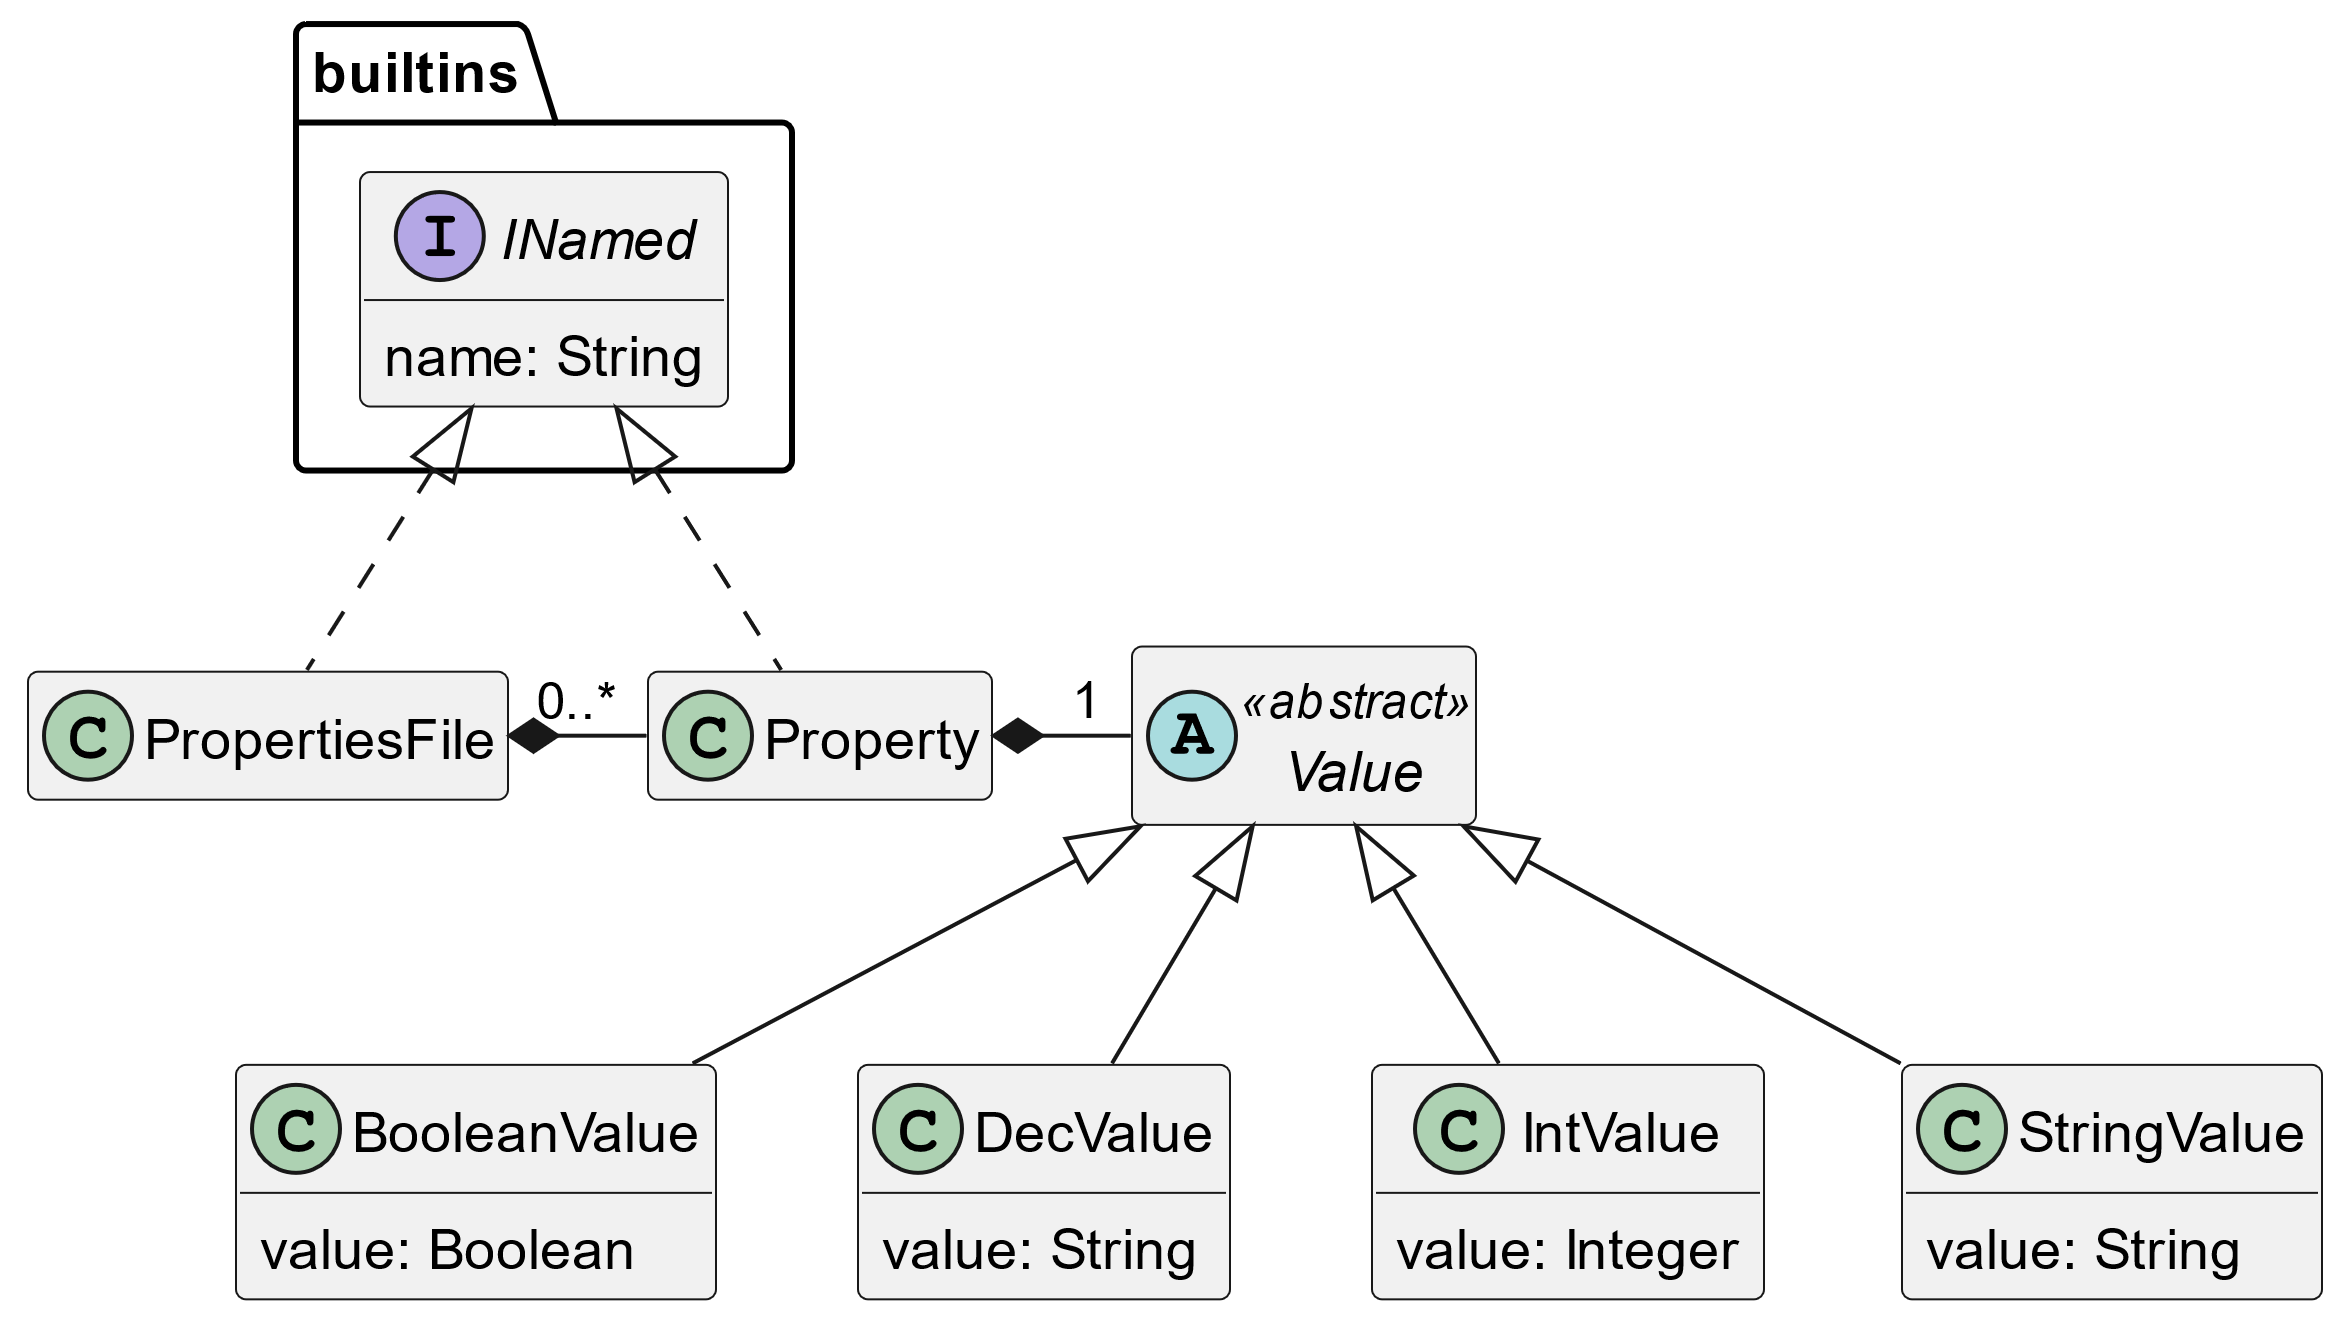 builtins
I INamed
name: String
C PropertiesFile
0..*
C Property
1
A «abstract»
Value
C BooleanValue
value: Boolean
C DecValue
value: String
C IntValue
value: Integer
C StringValue
value: String